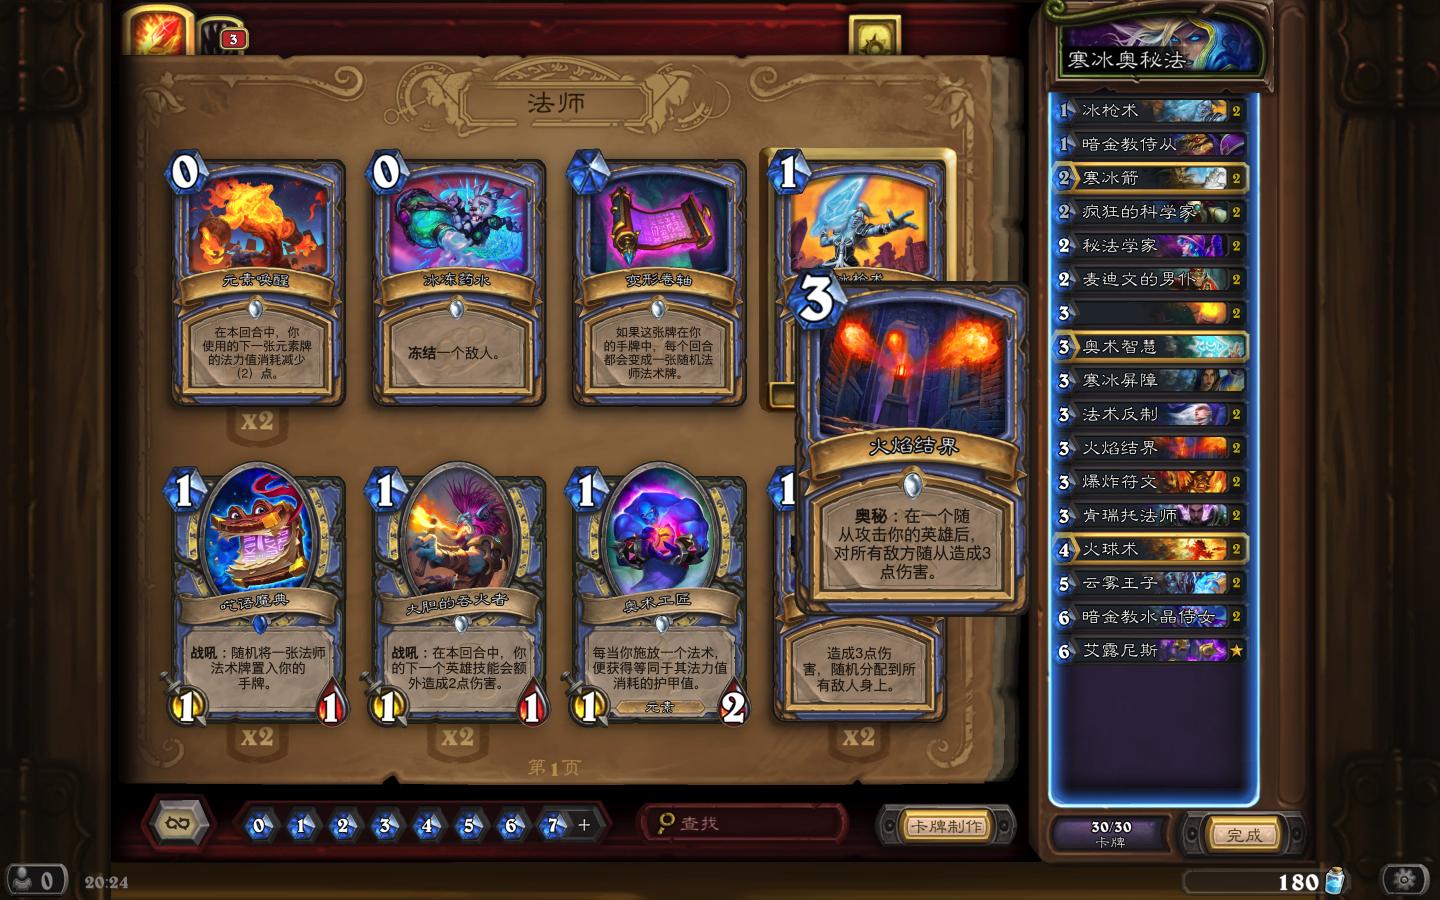 3
法师
寒冰奥秘法
0
元素唤醒
在本回合中，你
使用的下一张元素牌
的法力值消耗减少
（2）点。
x2
0
冰冻药水
冻结一个敌人。
变形卷轴
如果这张牌在你
的手牌中，每个回合
都会变成一张随机法
师法术牌。
1
冰枪术
3
火焰结界
奥秘：在一个随
从攻击你的英雄后，
对所有敌方随从造成3
点伤害。
1
咒语魔典
战吼：随机将一张法师
法术牌置入你的
手牌。
1
1
x2
1
大胆的吞火者
战吼：在本回合中，你
的下一个英雄技能会额
外造成2点伤害。
1
1
x2
1
奥术工匠
每当你施放一个法术，
便获得等同于其法力值
消耗的护甲值。
元素
1
2
1
造成3点伤
害，随机分配到所
有敌人身上。
x2
第1页
1 冰枪术 2
1 暗金教侍从 2
2 寒冰箭 2
2 疯狂的科学家 2
2 秘法学家 2
2 麦迪文的男仆 2
3 2
3 奥术智慧 2
3 寒冰屏障 2
3 法术反制 2
3 火焰结界 2
3 爆炸符文 2
3 肯瑞托法师 2
4 火球术 2
5 云雾王子 2
6 暗金教水晶侍女 2
6 艾露尼斯
0 1 2 3 4 5 6 7 +
查找
卡牌制作
30/30
卡牌
完成
0
20:24
180